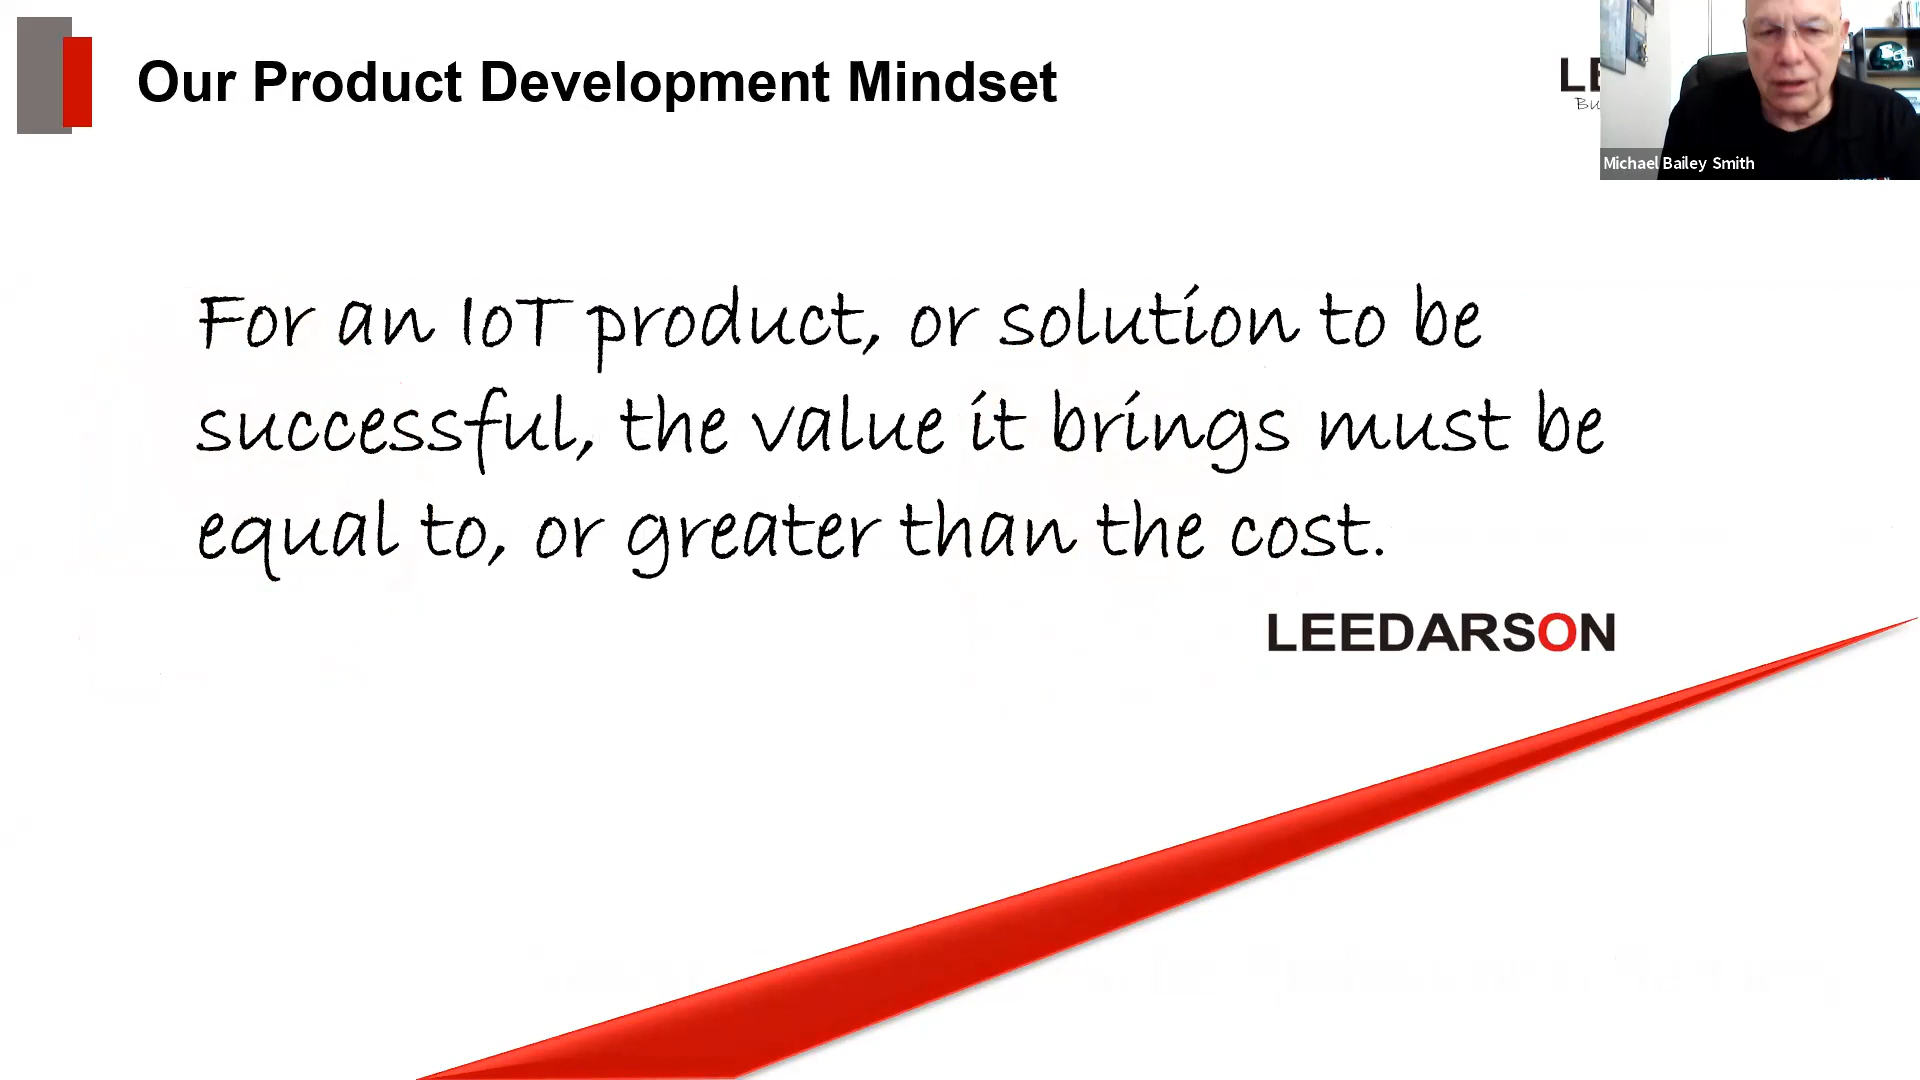 Our Product Development Mindset
Michael Bailey Smith
For an IoT product, or solution to be
successful, the value it brings must be
equal to, or greater than the cost.
LEEDARSON